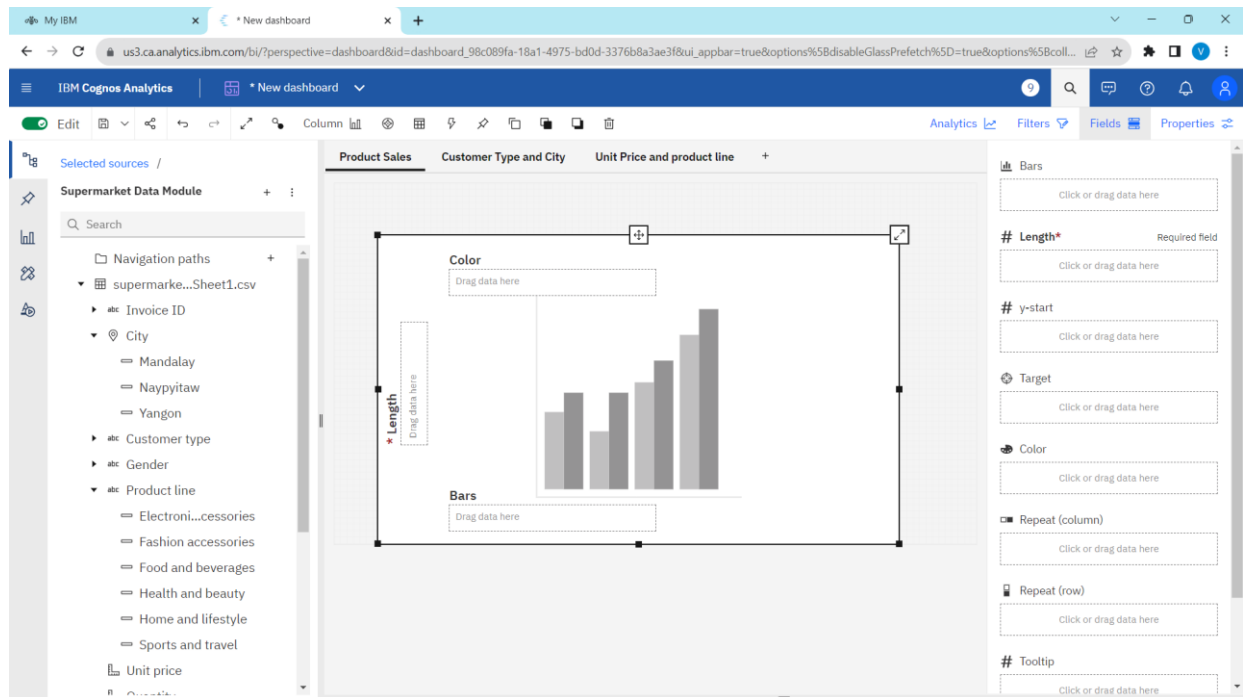 My IBM
* New dashboard
us3.ca.analytics.ibm.com/bi/?perspective=dashboard&id=dashboard_98c089fa-18a1-4975-bd0d-3376b8a3ae3f&ui_appbar=true&options%5BdisableGlassPrefetch%5D=true&options%5Bcoll...
V
IBM Cognos Analytics
* New dashboard
9
Edit
Column
Analytics
Filters
Fields
Properties
Selected sources /
Supermarket Data Module
Search
Navigation paths
supermarke...Sheet1.csv
abc Invoice ID
City
Mandalay
Naypyitaw
Yangon
abc Customer type
abc Gender
abc Product line
Electroni...cessories
Fashion accessories
Food and beverages
Health and beauty
Home and lifestyle
Sports and travel
Unit price
Quantity
Product Sales
Customer Type and City
Unit Price and product line
+
Color
Drag data here
* Length
Drag data here
Bars
Drag data here
Bars
Click or drag data here
# Length*
Required field
Click or drag data here
# y-start
Click or drag data here
Target
Click or drag data here
Color
Click or drag data here
Repeat (column)
Click or drag data here
Repeat (row)
Click or drag data here
# Tooltip
Click or drag data here